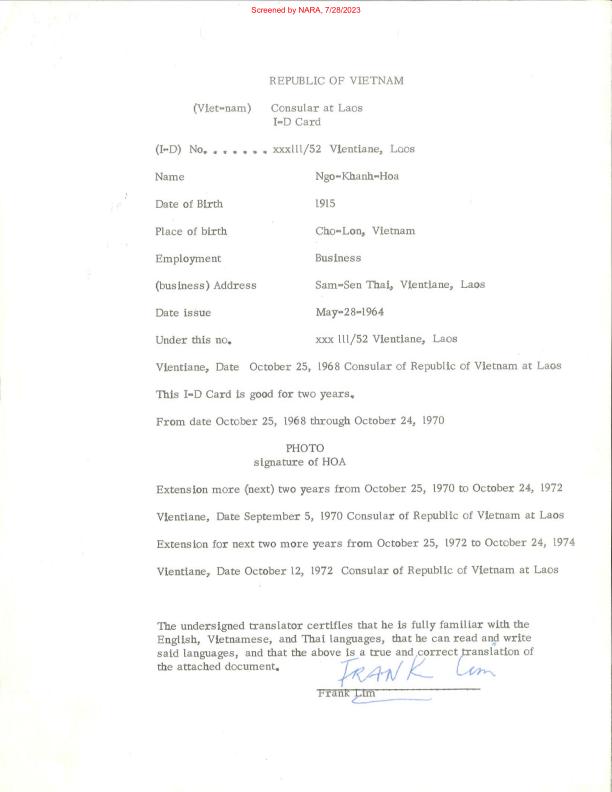 Screened by NARA, 7/28/2023
REPUBLIC OF VIETNAM
(Viet-nam) Consular at Laos
I-D Card
(I-D) No. . . . . . . xxxlll/52 Vientiane, Laos
Name Ngo-Khanh-Hoa
Date of Birth 1915
Place of birth Cho-Lon, Vietnam
Employment Business
(business) Address Sam-Sen Thai, Vientiane, Laos
Date issue May-28-1964
Under this no. xxx lll/52 Vientiane, Laos
Vientiane, Date October 25, 1968 Consular of Republic of Vietnam at Laos
This I-D Card is good for two years.
From date October 25, 1968 through October 24, 1970
PHOTO
signature of HOA
Extension more (next) two years from October 25, 1970 to October 24, 1972
Vientiane, Date September 5, 1970 Consular of Republic of Vietnam at Laos
Extension for next two more years from October 25, 1972 to October 24, 1974
Vientiane, Date October 12, 1972 Consular of Republic of Vietnam at Laos
The undersigned translator certifies that he is fully familiar with the
English, Vietnamese, and Thai languages, that he can read and write
said languages, and that the above is a true and correct translation of
the attached document.
FRANK Lim
Frank Lim